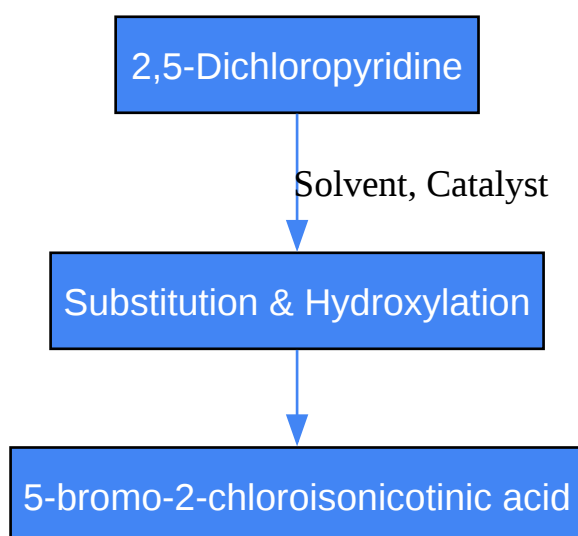 2,5-Dichloropyridine
Solvent, Catalyst
Substitution & Hydroxylation
5-bromo-2-chloroisonicotinic acid